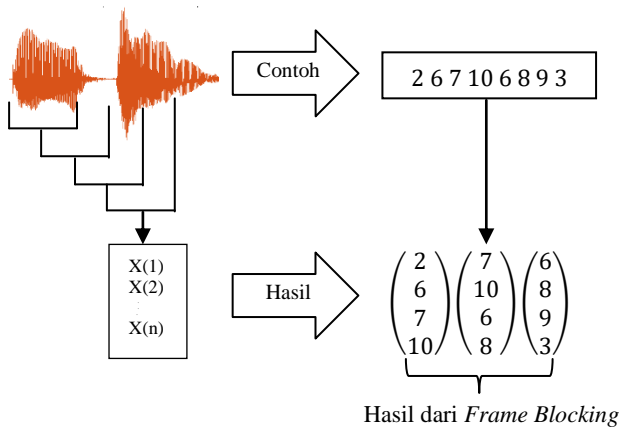 Contoh
2 6 7 10 6 8 9 3
X(1)
X(2)
X(n)
Hasil
2 7 6
6 10 8
7 6 9
10 8 3
Hasil dari Frame Blocking